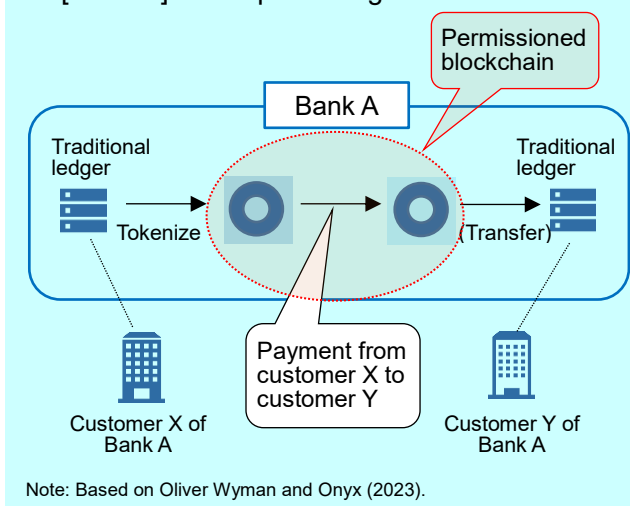 Permissioned
blockchain
Bank A
Traditional
ledger
Traditional
ledger
Tokenize
(Transfer)
Payment from
customer X to
customer Y
Customer X of
Bank A
Customer Y of
Bank A
Note: Based on Oliver Wyman and Onyx (2023).